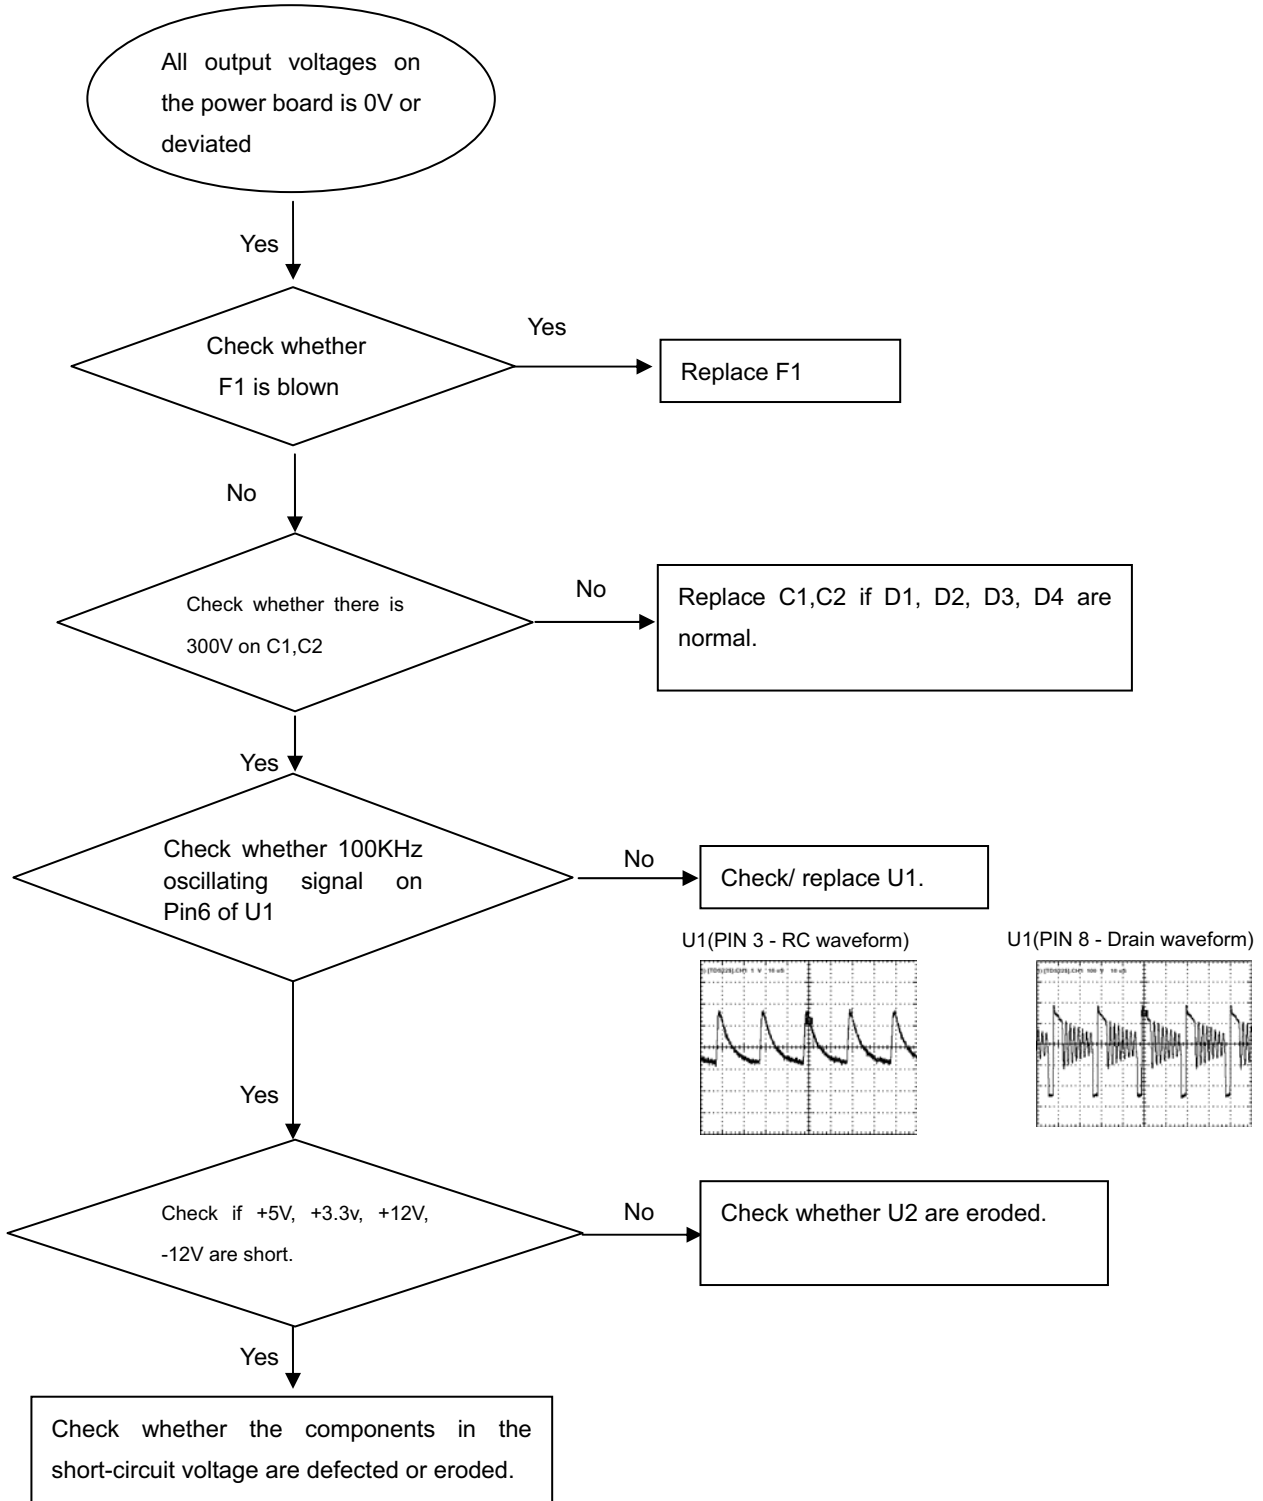 All output voltages on
the power board is 0V or
deviated
Yes
Check whether
F1 is blown
Yes
Replace F1
No
Check whether there is
300V on C1,C2
No
Replace C1,C2 if D1, D2, D3, D4 are
normal.
Yes
Check whether 100KHz
oscillating signal on
Pin6 of U1
No
Check/ replace U1.
U1(PIN 3 - RC waveform)
U1(PIN 8 - Drain waveform)
Yes
Check if +5V, +3.3v, +12V,
-12V are short.
No
Check whether U2 are eroded.
Yes
Check whether the components in the
short-circuit voltage are defected or eroded.